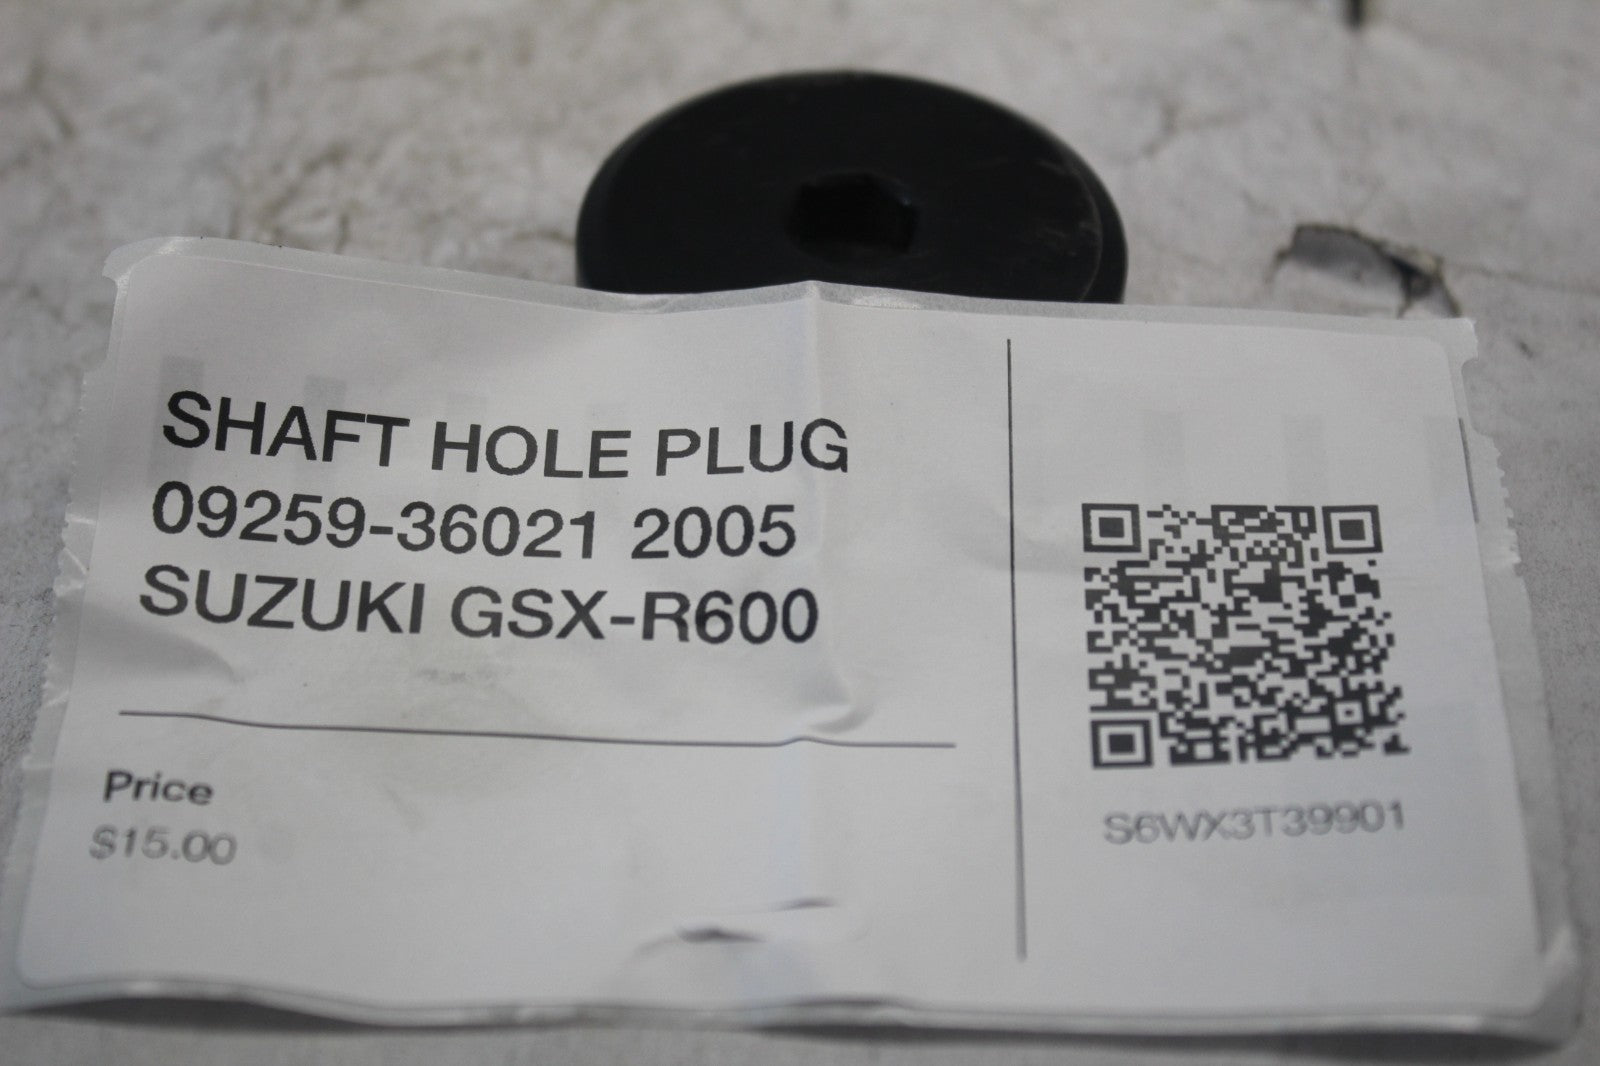 SHAFT HOLE PLUG
09259-36021 2005
SUZUKI GSX-R600
Price
$15.00
S6WX3T39901